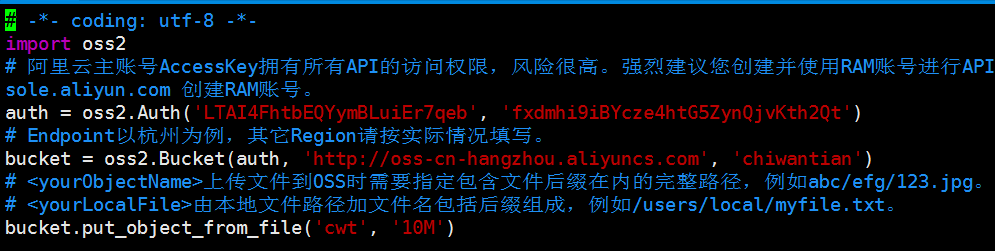 # -*- coding: utf-8 -*-
import oss2
# 阿里云主账号AccessKey拥有所有API的访问权限，风险很高。强烈建议您创建并使用RAM账号进行API
sole.aliyun.com 创建RAM账号。
auth = oss2.Auth('LTAI4FhtbEQYymBLuiEr7qeb', 'fxdmhi9iBYcze4htG5ZynQjvKth2Qt')
# Endpoint以杭州为例，其它Region请按实际情况填写。
bucket = oss2.Bucket(auth, 'http://oss-cn-hangzhou.aliyuncs.com', 'chiwantian')
# <yourObjectName>上传文件到OSS时需要指定包含文件后缀在内的完整路径，例如abc/efg/123.jpg。
# <yourLocalFile>由本地文件路径加文件名包括后缀组成，例如/users/local/myfile.txt。
bucket.put_object_from_file('cwt', '10M')